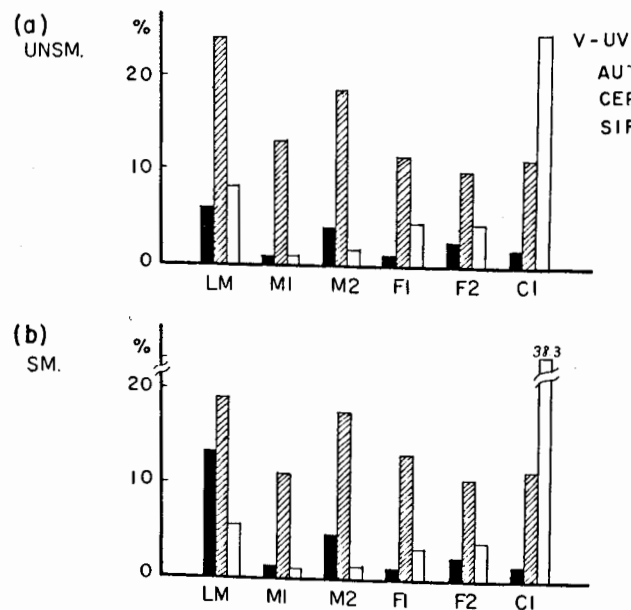 (a)
UNSM.
%
20
10
0
LM M1 M2 F1 F2 C1
V-UV
AUT
CEP
SIF
(b)
SM.
%
20
10
0
38.3
LM M1 M2 F1 F2 C1